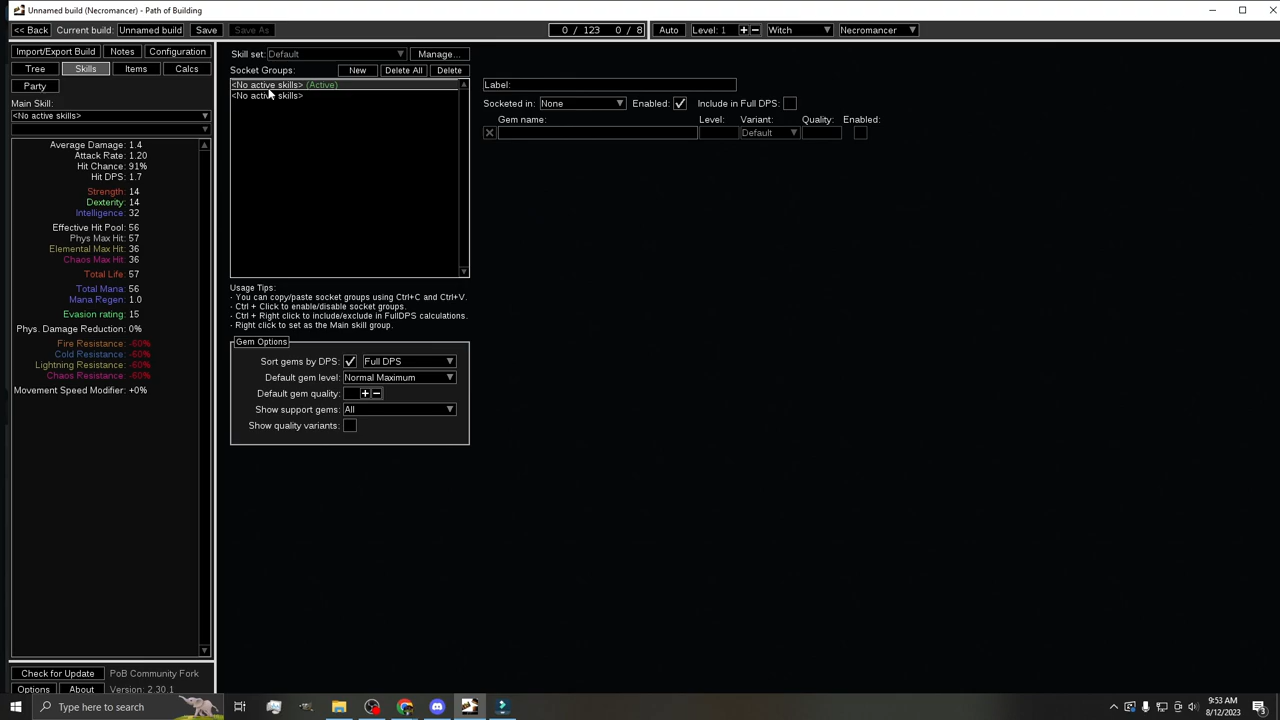 Unnamed build (Necromancer) - Path of Building
<< Back Current build: Unnamed build Save Save As 0 / 123 0 / 8 Auto Level: 1 Witch Necromancer
Import/Export Build Notes Configuration
Tree Skills Items Calcs
Party
Main Skill:
<No active skills>
Average Damage: 1.4
Attack Rate: 1.20
Hit Chance: 91%
Hit DPS: 1.7
Strength: 14
Dexterity: 14
Intelligence: 32
Effective Hit Pool: 56
Phys Max Hit: 57
Elemental Max Hit: 36
Chaos Max Hit: 36
Total Life: 57
Total Mana: 56
Mana Regen: 1.0
Evasion rating: 15
Phys. Damage Reduction: 0%
Fire Resistance: -60%
Cold Resistance: -60%
Lightning Resistance: -60%
Chaos Resistance: -60%
Movement Speed Modifier: +0%
Check for Update PoB Community Fork
Options About Version: 2.30.1
Skill set: Default Manage...
Socket Groups: New Delete All Delete
<No active skills> (Active)
<No active skills>
Usage Tips:
- You can copy/paste socket groups using Ctrl+C and Ctrl+V.
- Ctrl + Click to enable/disable socket groups.
- Ctrl + Right click to include/exclude in FullDPS calculations.
- Right click to set as the Main skill group.
Gem Options
Sort gems by DPS: Full DPS
Default gem level: Normal Maximum
Default gem quality:
Show support gems: All
Show quality variants:
Label:
Socketed in: None Enabled: Include in Full DPS:
Gem name: Level: Variant: Quality: Enabled:
Default
Type here to search
9:53 AM
8/12/2023
3